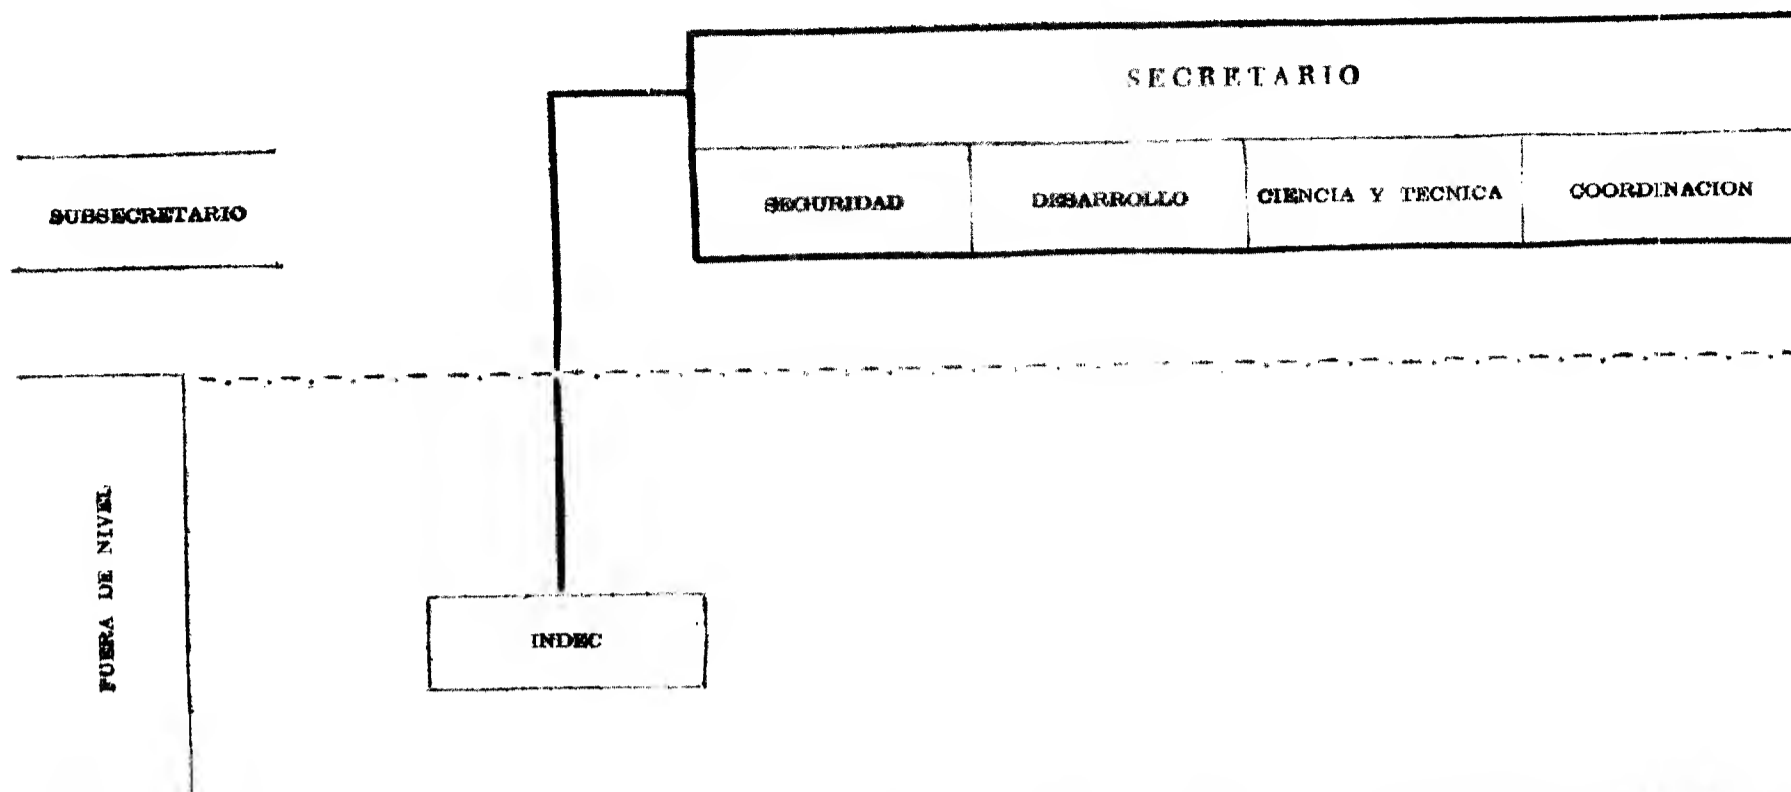 SECRETARIO
SUBSECRETARIO
SEGURIDAD
DESARROLLO
CIENCIA Y TECNICA
COORDINACION
FUERA DE NIVEL
INDEC